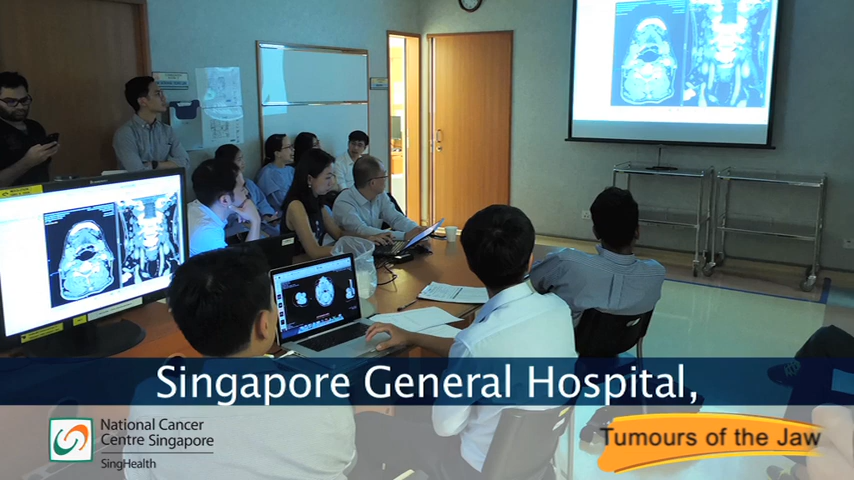 Singapore General Hospital,
National Cancer
Centre Singapore
SingHealth
Tumours of the Jaw